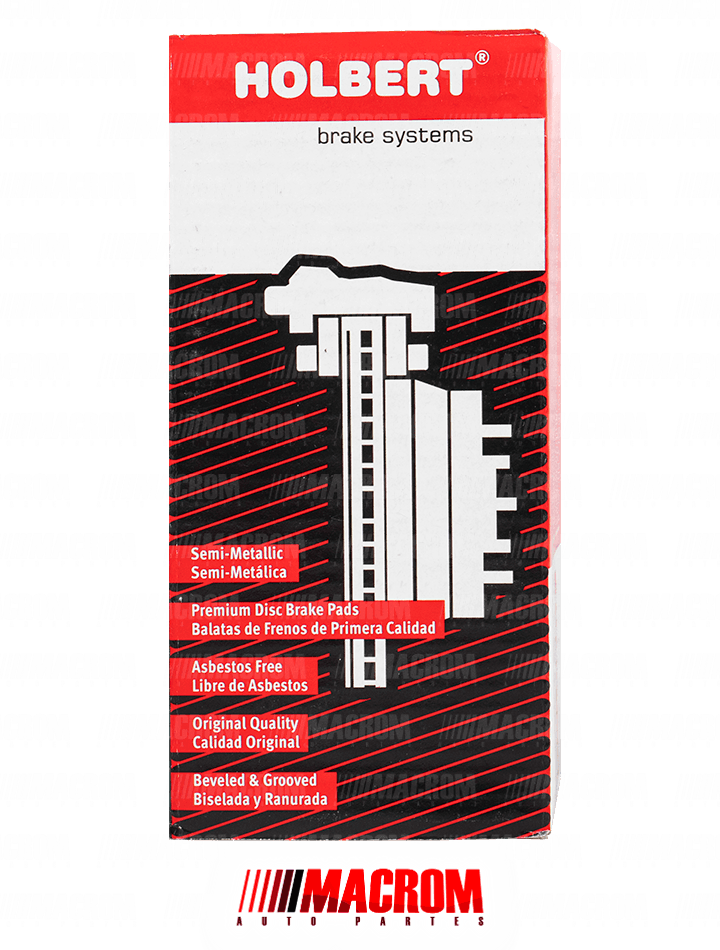 HOLBERT®
brake systems
Semi-Metallic
Semi-Metálica
Premium Disc Brake Pads
Balatas de Frenos de Primera Calidad
Asbestos Free
Libre de Asbestos
Original Quality
Calidad Original
Beveled & Grooved
Biselada y Ranurada
MACROM
AUTO PARTES